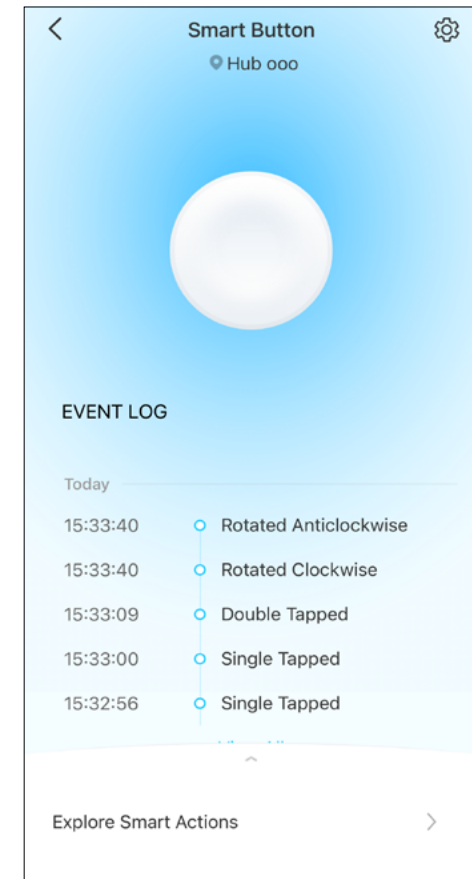 Smart Button
Hub ooo
EVENT LOG
Today
15:33:40 Rotated Anticlockwise
15:33:40 Rotated Clockwise
15:33:09 Double Tapped
15:33:00 Single Tapped
15:32:56 Single Tapped
Explore Smart Actions